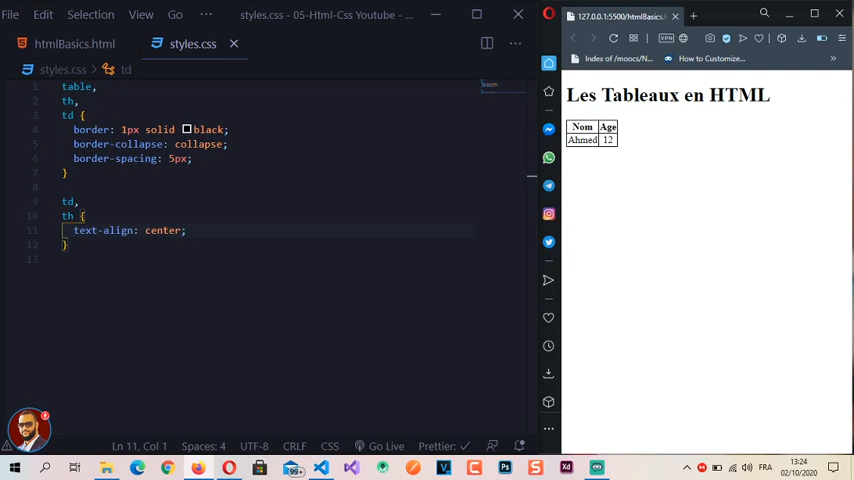 File Edit Selection View Go ··· styles.css - 05-Html-Css Youtube - ...
htmlBasics.html styles.css
styles.css > td
1 table,
2 th,
3 td {
4 border: 1px solid black;
5 border-collapse: collapse;
6 border-spacing: 5px;
7 }
8
9 td,
10 th {
11 text-align: center;
12 }
13
Ln 11, Col 1 Spaces: 4 UTF-8 CRLF CSS Go Live Prettier:
127.0.0.1:5500/htmlBasics.h
VPN
Index of /moocs/N... How to Customize... »
Les Tableaux en HTML
Nom Age
Ahmed 12
99+ V Ps S Xd
FRA
13:24
02/10/2020